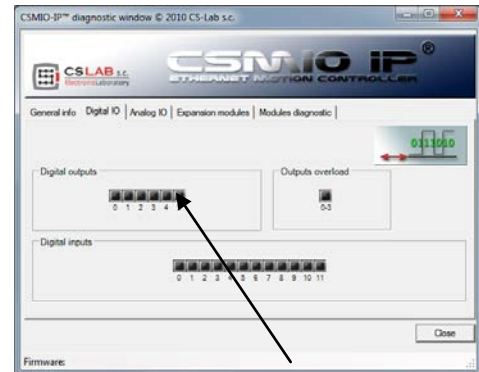 CSMIO-IP™ diagnostic window © 2010 CS-Lab s.c.
CSLAB s.c.
ElectronicLaboratory
CSMIO IP®
ETHERNET MOTION CONTROLLER
General info Digital IO Analog IO Expansion modules Modules diagnostic
0111010
Digital outputs
0 1 2 3 4
Outputs overload
0-3
Digital inputs
0 1 2 3 4 5 6 7 8 9 10 11
Close
Firmware: